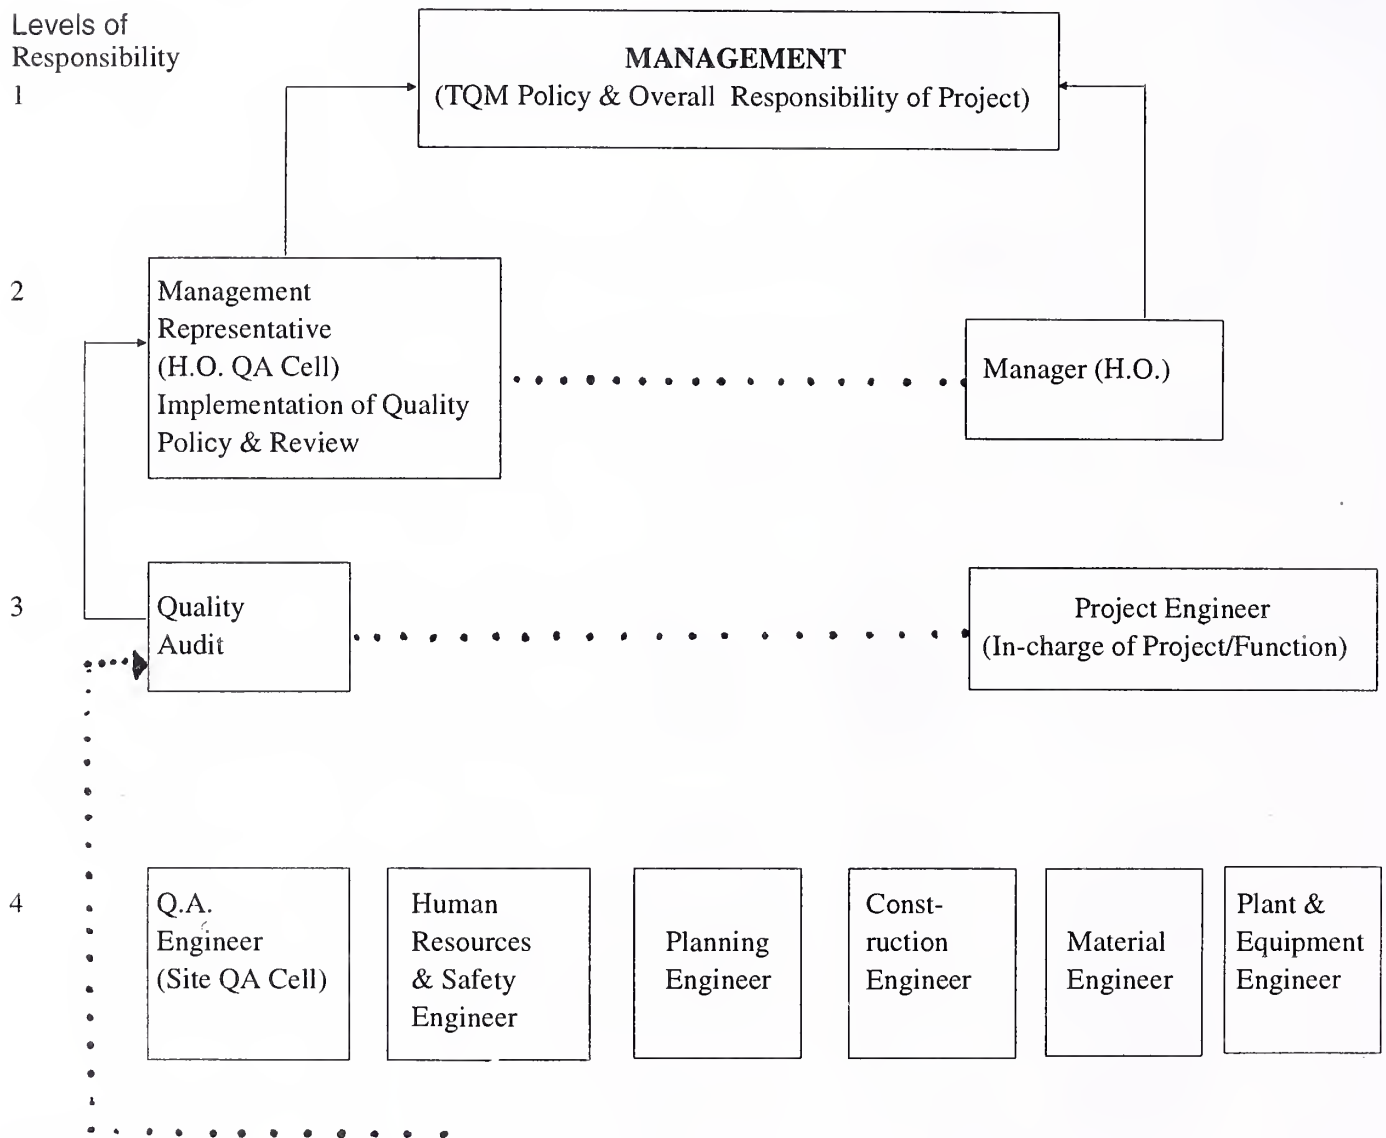 Levels of
Responsibility
1
MANAGEMENT
(TQM Policy & Overall Responsibility of Project)
2
Management
Representative
(H.O. QA Cell)
Implementation of Quality
Policy & Review
Manager (H.O.)
3
Quality
Audit
Project Engineer
(In-charge of Project/Function)
4
Q.A.
Engineer
(Site QA Cell)
Human
Resources
& Safety
Engineer
Planning
Engineer
Const-
ruction
Engineer
Material
Engineer
Plant &
Equipment
Engineer